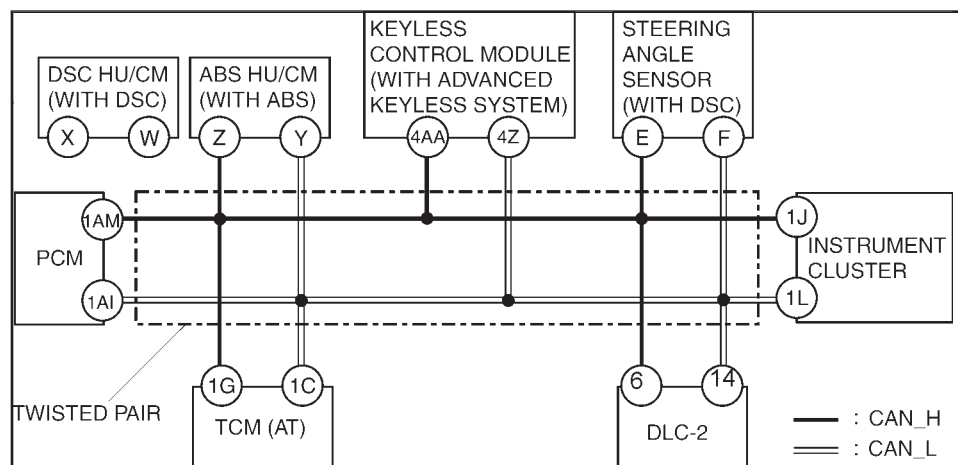 DSC HU/CM
(WITH DSC)
X
W
ABS HU/CM
(WITH ABS)
Z
Y
KEYLESS
CONTROL MODULE
(WITH ADVANCED
KEYLESS SYSTEM)
4AA
4Z
STEERING
ANGLE
SENSOR
(WITH DSC)
E
F
PCM
1AM
1AI
1J
1L
INSTRUMENT
CLUSTER
TWISTED PAIR
1G
1C
TCM (AT)
6
14
DLC-2
: CAN_H
: CAN_L